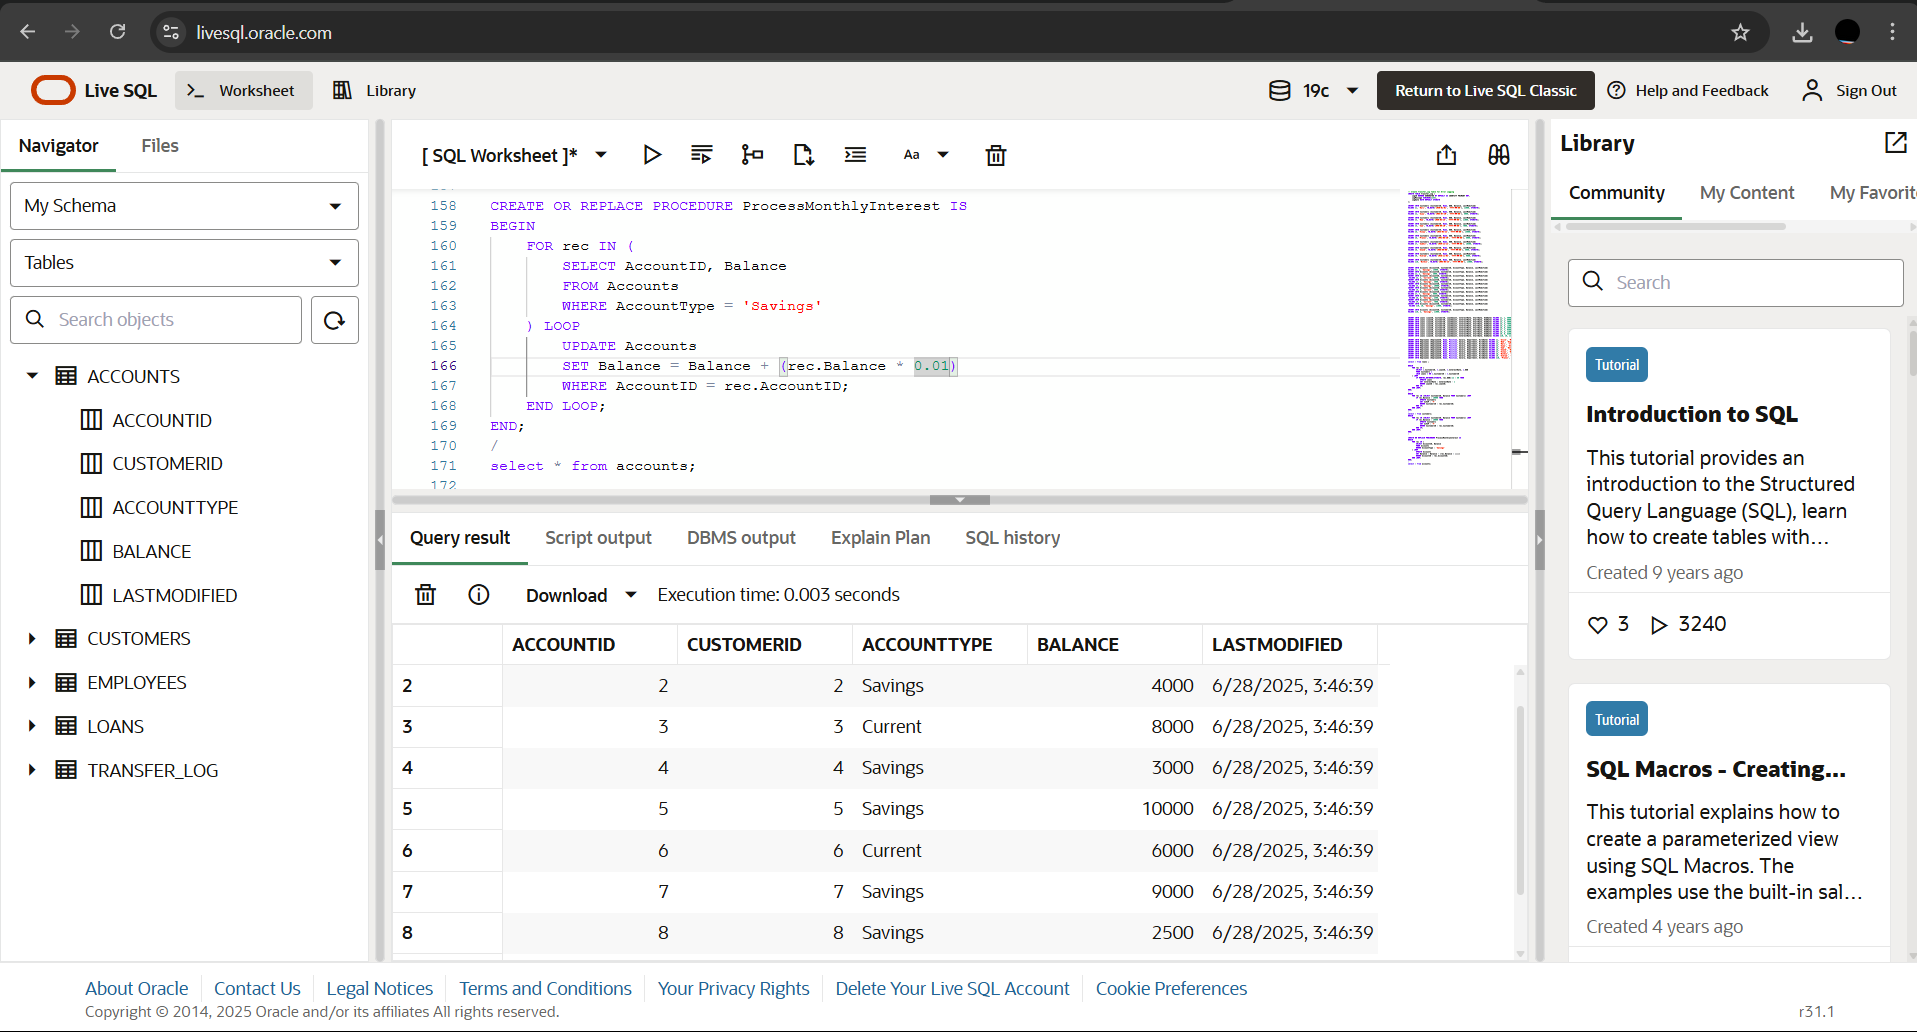 livesql.oracle.com
Live SQL
Worksheet
Library
19c
Return to Live SQL Classic
Help and Feedback
Sign Out
Navigator
Files
My Schema
Tables
Search objects
ACCOUNTS
ACCOUNTID
CUSTOMERID
ACCOUNTTYPE
BALANCE
LASTMODIFIED
CUSTOMERS
EMPLOYEES
LOANS
TRANSFER_LOG
[ SQL Worksheet ]*
Aa
158 CREATE OR REPLACE PROCEDURE ProcessMonthlyInterest IS
159 BEGIN
160 FOR rec IN (
161 SELECT AccountID, Balance
162 FROM Accounts
163 WHERE AccountType = 'Savings'
164 ) LOOP
165 UPDATE Accounts
166 SET Balance = Balance + (rec.Balance * 0.01)
167 WHERE AccountID = rec.AccountID;
168 END LOOP;
169 END;
170 /
171 select * from accounts;
172
Query result
Script output
DBMS output
Explain Plan
SQL history
Download
Execution time: 0.003 seconds
ACCOUNTID CUSTOMERID ACCOUNTTYPE BALANCE LASTMODIFIED
2 2 2 Savings 4000 6/28/2025, 3:46:39
3 3 3 Current 8000 6/28/2025, 3:46:39
4 4 4 Savings 3000 6/28/2025, 3:46:39
5 5 5 Savings 10000 6/28/2025, 3:46:39
6 6 6 Current 6000 6/28/2025, 3:46:39
7 7 7 Savings 9000 6/28/2025, 3:46:39
8 8 8 Savings 2500 6/28/2025, 3:46:39
Library
Community
My Content
My Favorit
Search
Tutorial
Introduction to SQL
This tutorial provides an
introduction to the Structured
Query Language (SQL), learn
how to create tables with...
Created 9 years ago
3 3240
Tutorial
SQL Macros - Creating...
This tutorial explains how to
create a parameterized view
using SQL Macros. The
examples use the built-in sal...
Created 4 years ago
About Oracle
Contact Us
Legal Notices
Terms and Conditions
Your Privacy Rights
Delete Your Live SQL Account
Cookie Preferences
Copyright © 2014, 2025 Oracle and/or its affiliates All rights reserved.
r31.1